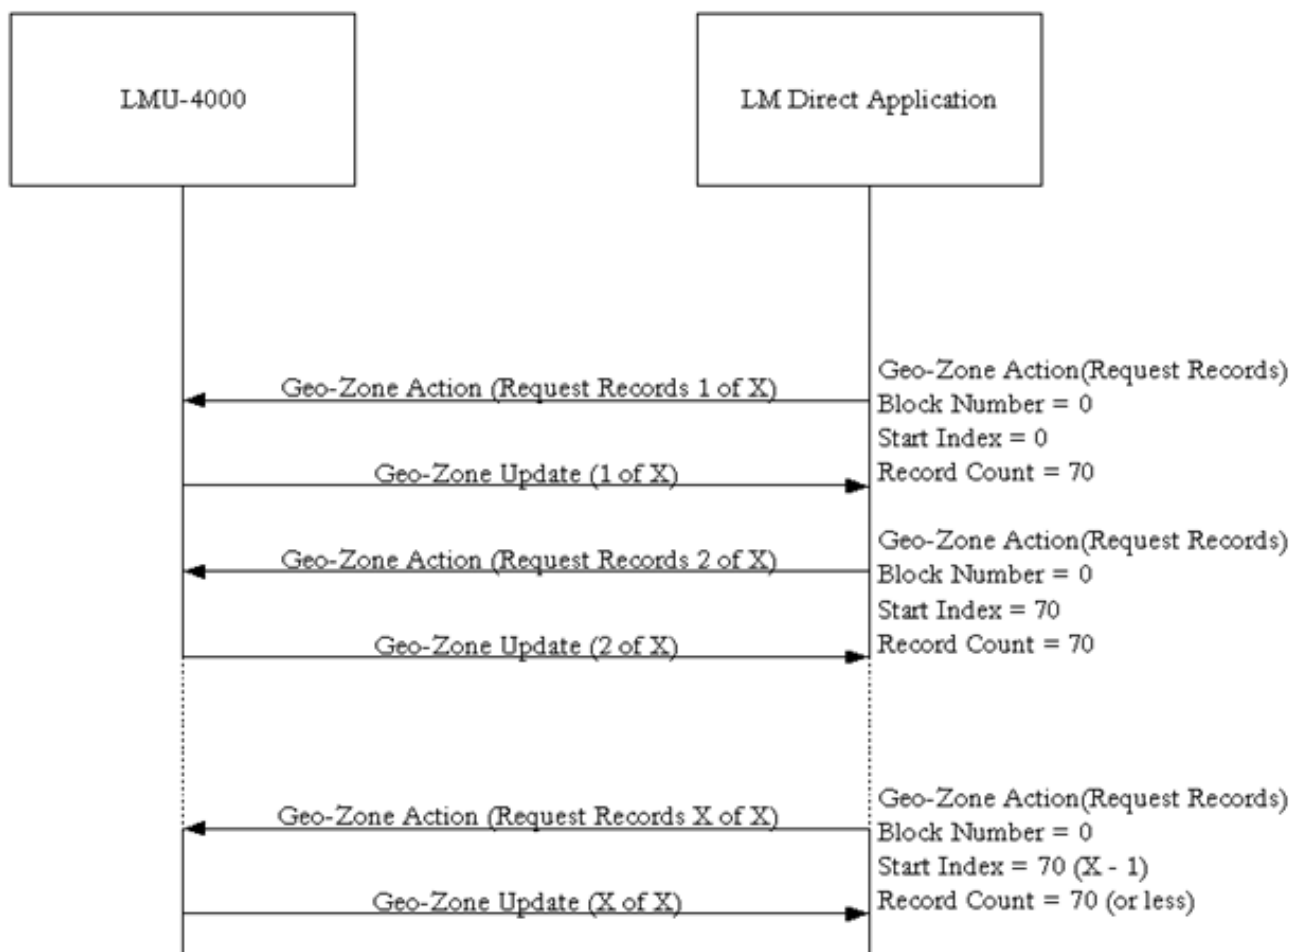 LMU-4000
LM Direct Application
Geo-Zone Action(Request Records)
Geo-Zone Action (Request Records 1 of X)
Block Number = 0
Start Index = 0
Geo-Zone Update (1 of X)
Record Count = 70
Geo-Zone Action(Request Records)
Geo-Zone Action (Request Records 2 of X)
Block Number = 0
Start Index = 70
Geo-Zone Update (2 of X)
Record Count = 70
Geo-Zone Action(Request Records)
Geo-Zone Action (Request Records X of X)
Block Number = 0
Start Index = 70 (X - 1)
Geo-Zone Update (X of X)
Record Count = 70 (or less)